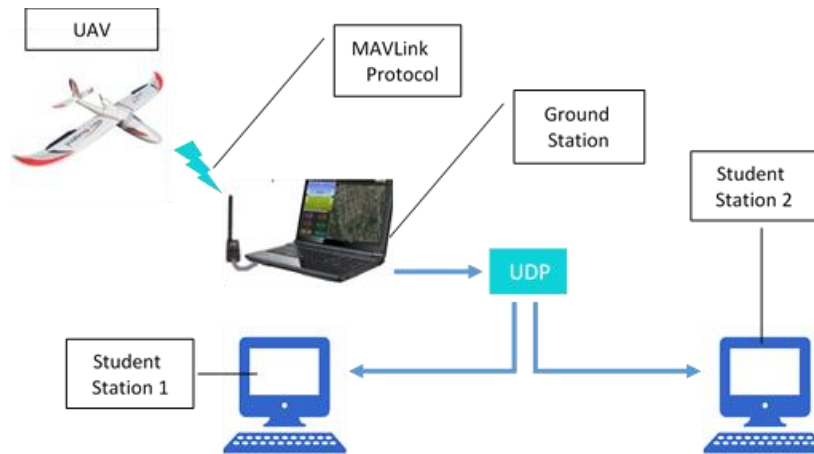 UAV
MAVLink
Protocol
Ground
Station
Student
Station 2
UDP
Student
Station 1